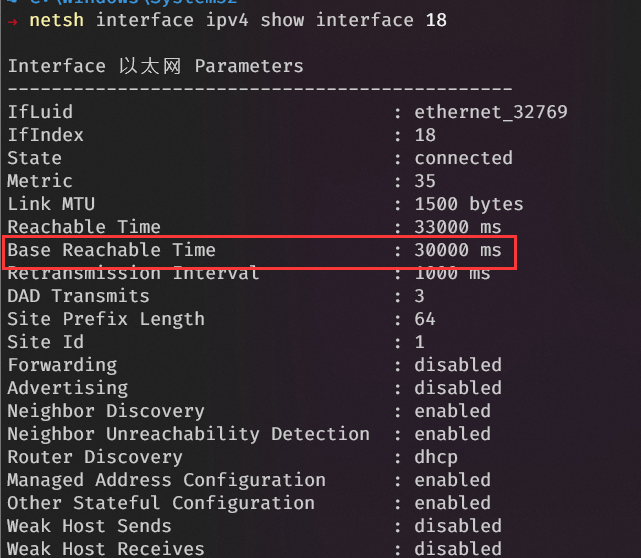 C:\Windows\System32
→ netsh interface ipv4 show interface 18
Interface 以太网 Parameters
----------------------------------------------
IfLuid : ethernet_32769
IfIndex : 18
State : connected
Metric : 35
Link MTU : 1500 bytes
Reachable Time : 33000 ms
Base Reachable Time : 30000 ms
Retransmission Interval : 1000 ms
DAD Transmits : 3
Site Prefix Length : 64
Site Id : 1
Forwarding : disabled
Advertising : disabled
Neighbor Discovery : enabled
Neighbor Unreachability Detection : enabled
Router Discovery : dhcp
Managed Address Configuration : enabled
Other Stateful Configuration : enabled
Weak Host Sends : disabled
Weak Host Receives : disabled